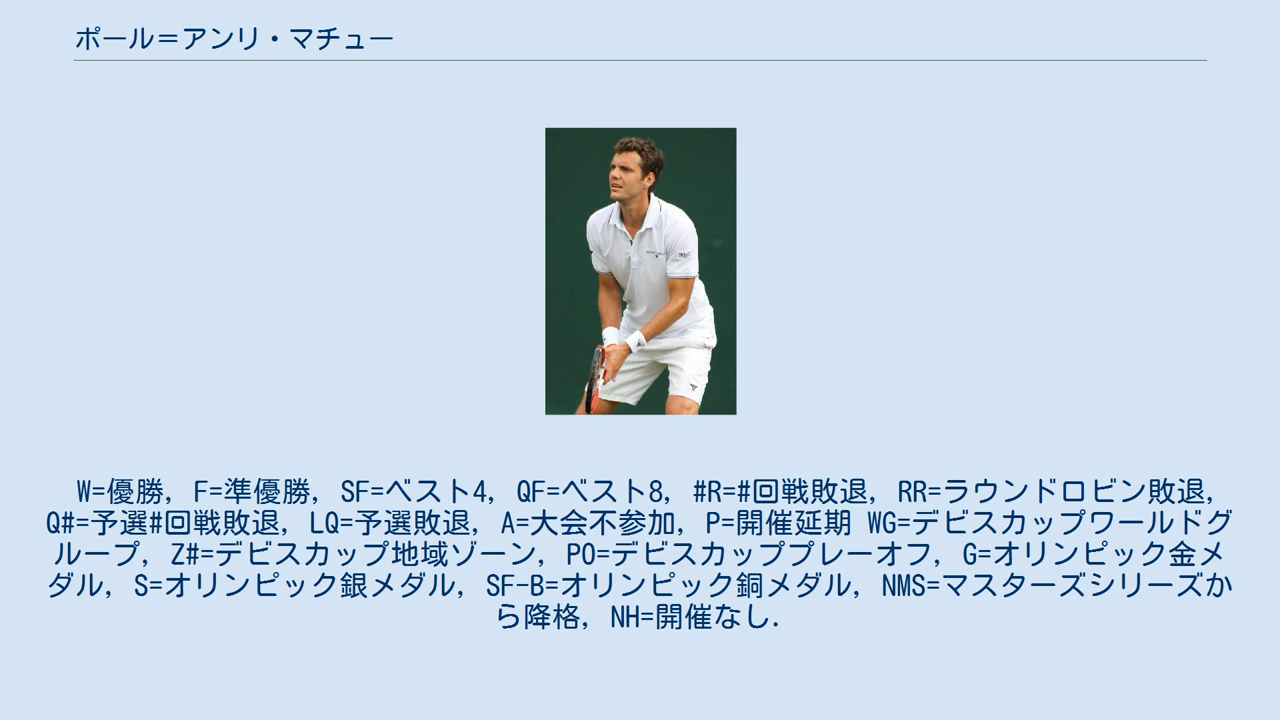 ポール＝アンリ・マチュー
W=優勝, F=準優勝, SF=ベスト4, QF=ベスト8, #R=#回戦敗退, RR=ラウンドロビン敗退,
Q#=予選#回戦敗退, LQ=予選敗退, A=大会不参加, P=開催延期 WG=デビスカップワールドグ
ループ, Z#=デビスカップ地域ゾーン, PO=デビスカッププレーオフ, G=オリンピック金メ
ダル, S=オリンピック銀メダル, SF-B=オリンピック銅メダル, NMS=マスターズシリーズか
ら降格, NH=開催なし.